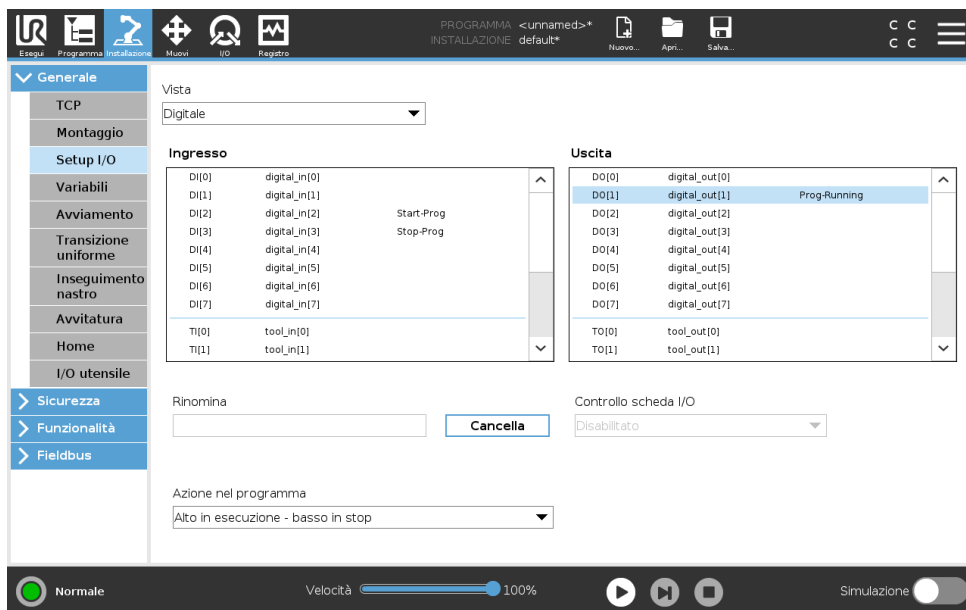 PROGRAMMA <unnamed>*
INSTALLAZIONE default*
Esegui Programma Installazione Muovi I/O Registro Nuovo... Apri... Salva...
C C
C C
Generale
TCP
Montaggio
Setup I/O
Variabili
Avviamento
Transizione
uniforme
Inseguimento
nastro
Avvitatura
Home
I/O utensile
Sicurezza
Funzionalità
Fieldbus
Vista
Digitale
Ingresso
DI[0] digital_in[0]
DI[1] digital_in[1]
DI[2] digital_in[2] Start-Prog
DI[3] digital_in[3] Stop-Prog
DI[4] digital_in[4]
DI[5] digital_in[5]
DI[6] digital_in[6]
DI[7] digital_in[7]
TI[0] tool_in[0]
TI[1] tool_in[1]
Uscita
DO[0] digital_out[0]
DO[1] digital_out[1] Prog-Running
DO[2] digital_out[2]
DO[3] digital_out[3]
DO[4] digital_out[4]
DO[5] digital_out[5]
DO[6] digital_out[6]
DO[7] digital_out[7]
TO[0] tool_out[0]
TO[1] tool_out[1]
Rinomina
Cancella
Controllo scheda I/O
Disabilitato
Azione nel programma
Alto in esecuzione - basso in stop
Normale
Velocità 100%
Simulazione